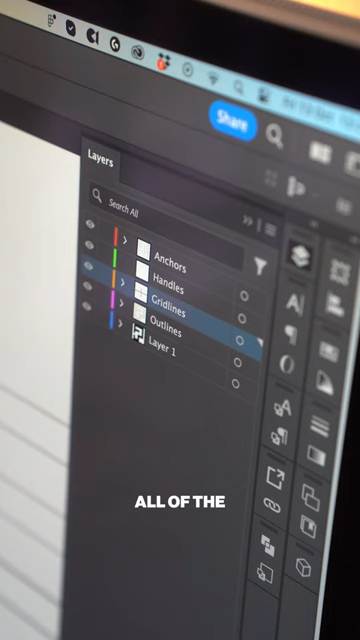 Share
Layers
Search All
Anchors
Handles
Gridlines
Outlines
Layer 1
ALL OF THE